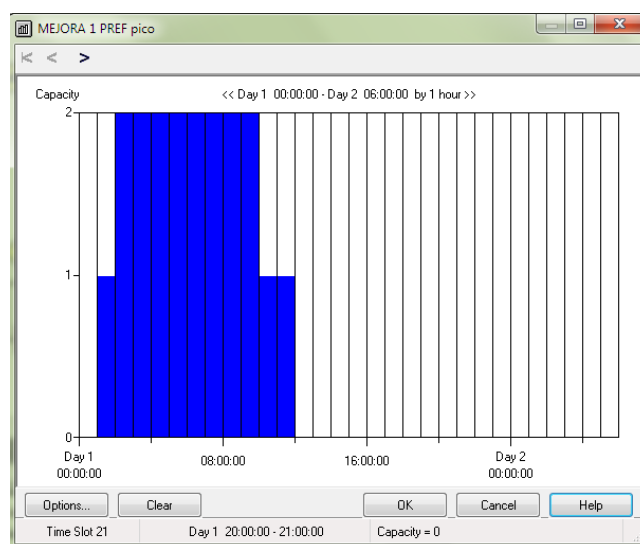 MEJORA 1 PREF pico
Capacity
<< Day 1 00:00:00 - Day 2 06:00:00 by 1 hour >>
2
1
0
Day 1 00:00:00
08:00:00
16:00:00
Day 2 00:00:00
Options...
Clear
OK
Cancel
Help
Time Slot 21
Day 1 20:00:00 - 21:00:00
Capacity = 0